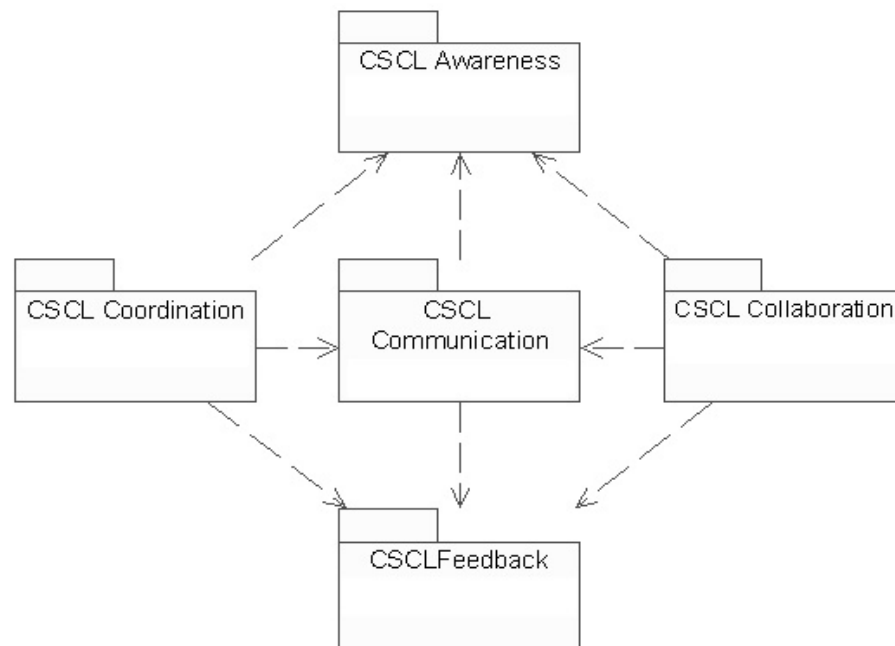 CSCL Awareness
CSCL Coordination
CSCL
Communication
CSCL Collaboration
CSCLFeedback